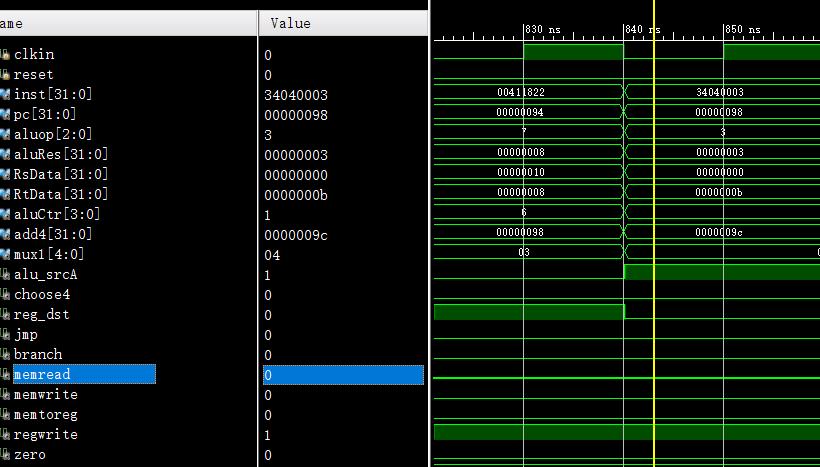 ame Value
830 ns 840 ns 850 ns
clkin 0
reset 0
inst[31:0] 34040003 00411822 34040003
pc[31:0] 00000098 00000094 00000098
aluop[2:0] 3 7 3
aluRes[31:0] 00000003 00000008 00000003
RsData[31:0] 00000000 00000010 00000000
RtData[31:0] 0000000b 00000008 0000000b
aluCtr[3:0] 1 6
add4[31:0] 0000009c 00000098 0000009c
mux1[4:0] 04 03
alu_srcA 1
choose4 0
reg_dst 0
jmp 0
branch 0
memread 0
memwrite 0
memtoreg 0
regwrite 1
zero 0